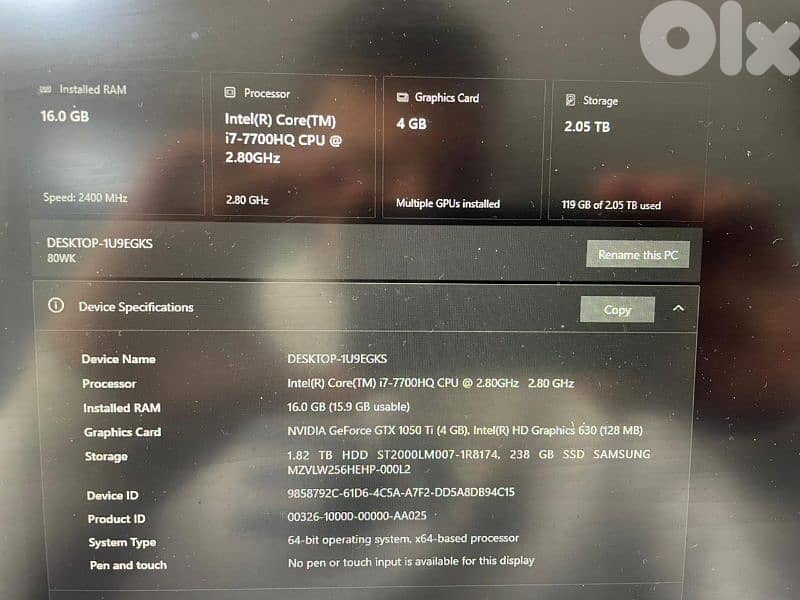 Olx
Installed RAM
16.0 GB
Speed: 2400 MHz
Processor
Intel(R) Core(TM)
i7-7700HQ CPU @
2.80GHz
2.80 GHz
Graphics Card
4 GB
Multiple GPUs installed
Storage
2.05 TB
119 GB of 2.05 TB used
DESKTOP-1U9EGKS
80WK
Rename this PC
Device Specifications
Copy
Device Name DESKTOP-1U9EGKS
Processor Intel(R) Core(TM) i7-7700HQ CPU @ 2.80GHz 2.80 GHz
Installed RAM 16.0 GB (15.9 GB usable)
Graphics Card NVIDIA GeForce GTX 1050 Ti (4 GB), Intel(R) HD Graphics 630 (128 MB)
Storage 1.82 TB HDD ST2000LM007-1R8174, 238 GB SSD SAMSUNG
MZVLW256HEHP-000L2
Device ID 9858792C-61D6-4C5A-A7F2-DD5A8DB94C15
Product ID 00326-10000-00000-AA025
System Type 64-bit operating system, x64-based processor
Pen and touch No pen or touch input is available for this display